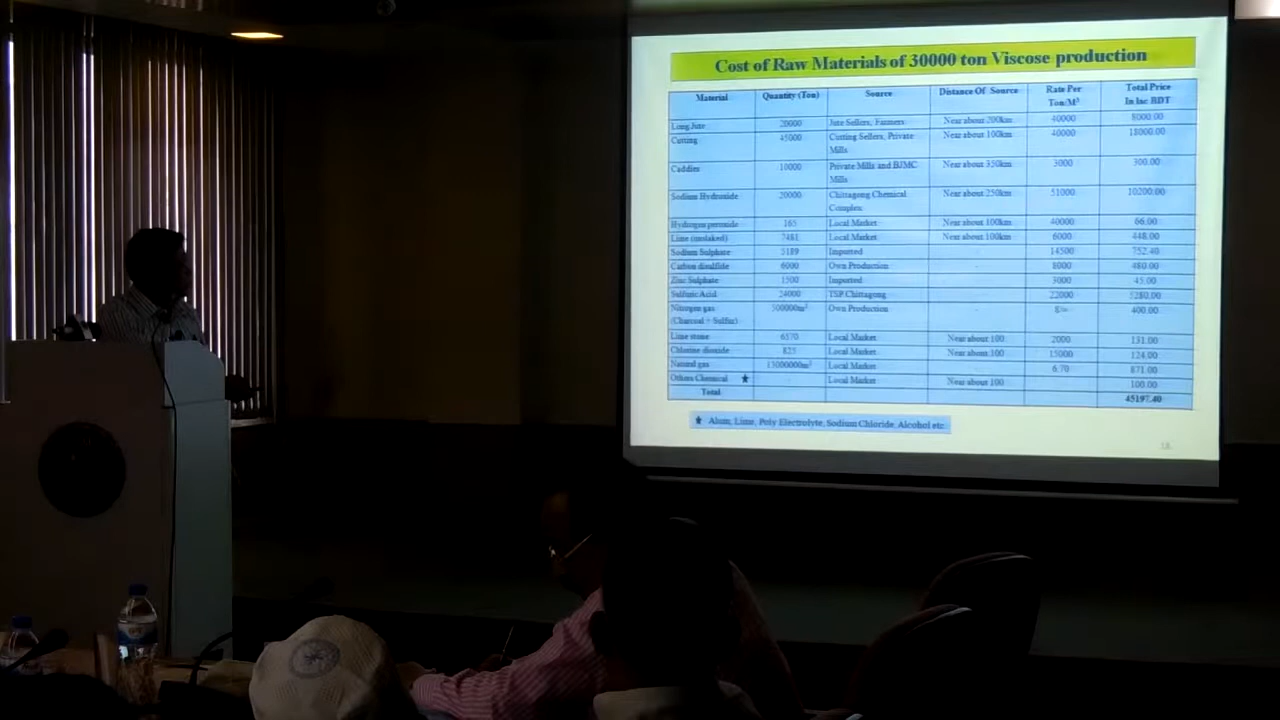 Cost of Raw Materials of 30000 ton Viscose production
Material Quantity (Ton) Source Distance Of Source Rate Per Ton/M³ Total Price In lac BDT
Long Jute 20000 Jute Sellers, Farmers Near about 200km 40000 8000.00
Cutting 45000 Cutting Sellers, Private Mills Near about 100km 40000 18000.00
Caddies 10000 Private Mills and BJMC Mills Near about 350km 3000 300.00
Sodium Hydroxide 20000 Chittagong Chemical Complex Near about 250km 51000 10200.00
Hydrogen peroxide 165 Local Market Near about 100km 40000 66.00
Lime (unslaked) 7481 Local Market Near about 100km 6000 448.00
Sodium Sulphate 5189 Imported 14500 752.40
Carbon disulfide 6000 Own Production 8000 480.00
Zinc Sulphate 1500 Imported 3000 45.00
Sulfuric Acid 24000 TSP Chittagong 22000 5280.00
Nitrogen gas (Charcoal + Sulfur) Own Production 400.00
Lime stone 6570 Local Market Near about 100 2000 131.00
Chlorine dioxide 825 Local Market Near about 100 15000 124.00
Natural gas 13000000m³ Local Market 6.70 871.00
Others Chemical ★ Local Market Near about 100 100.00
Total 45197.40
★ Alum, Lime, Poly Electrolyte, Sodium Chloride, Alcohol etc